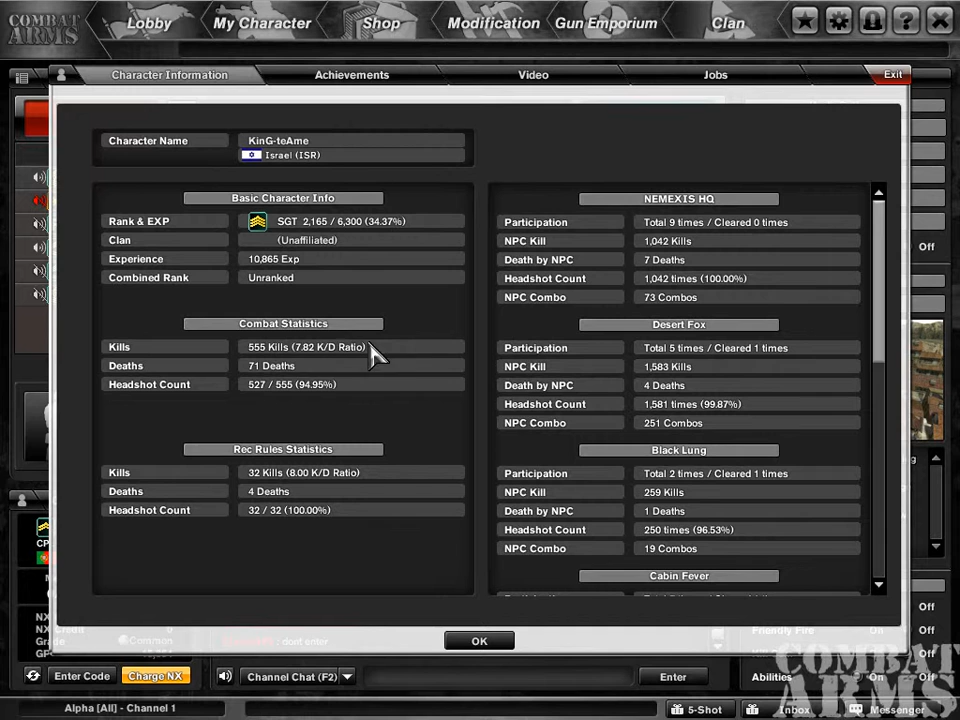 COMBAT ARMS
Lobby
My Character
Shop
Modification
Gun Emporium
Clan
Character Information
Achievements
Video
Jobs
Exit
Character Name
KinG-teAme
Israel (ISR)
Basic Character Info
Rank & EXP
SGT 2,165 / 6,300 (34.37%)
Clan
(Unaffiliated)
Experience
10,865 Exp
Combined Rank
Unranked
Combat Statistics
Kills
555 Kills (7.82 K/D Ratio)
Deaths
71 Deaths
Headshot Count
527 / 555 (94.95%)
Rec Rules Statistics
Kills
32 Kills (8.00 K/D Ratio)
Deaths
4 Deaths
Headshot Count
32 / 32 (100.00%)
NEMEXIS HQ
Participation
Total 9 times / Cleared 0 times
NPC Kill
1,042 Kills
Death by NPC
7 Deaths
Headshot Count
1,042 times (100.00%)
NPC Combo
73 Combos
Desert Fox
Participation
Total 5 times / Cleared 1 times
NPC Kill
1,583 Kills
Death by NPC
4 Deaths
Headshot Count
1,581 times (99.87%)
NPC Combo
251 Combos
Black Lung
Participation
Total 2 times / Cleared 1 times
NPC Kill
259 Kills
Death by NPC
1 Deaths
Headshot Count
250 times (96.53%)
NPC Combo
19 Combos
Cabin Fever
OK
Off
Off
Friendly Fire
On
Off
Off
Abilities
On
Off
Common
dont enter
Enter Code
Charge NX
Channel Chat (F2)
Enter
Alpha [All] - Channel 1
5-Shot
Inbox
Messenger
COMBAT ARMS